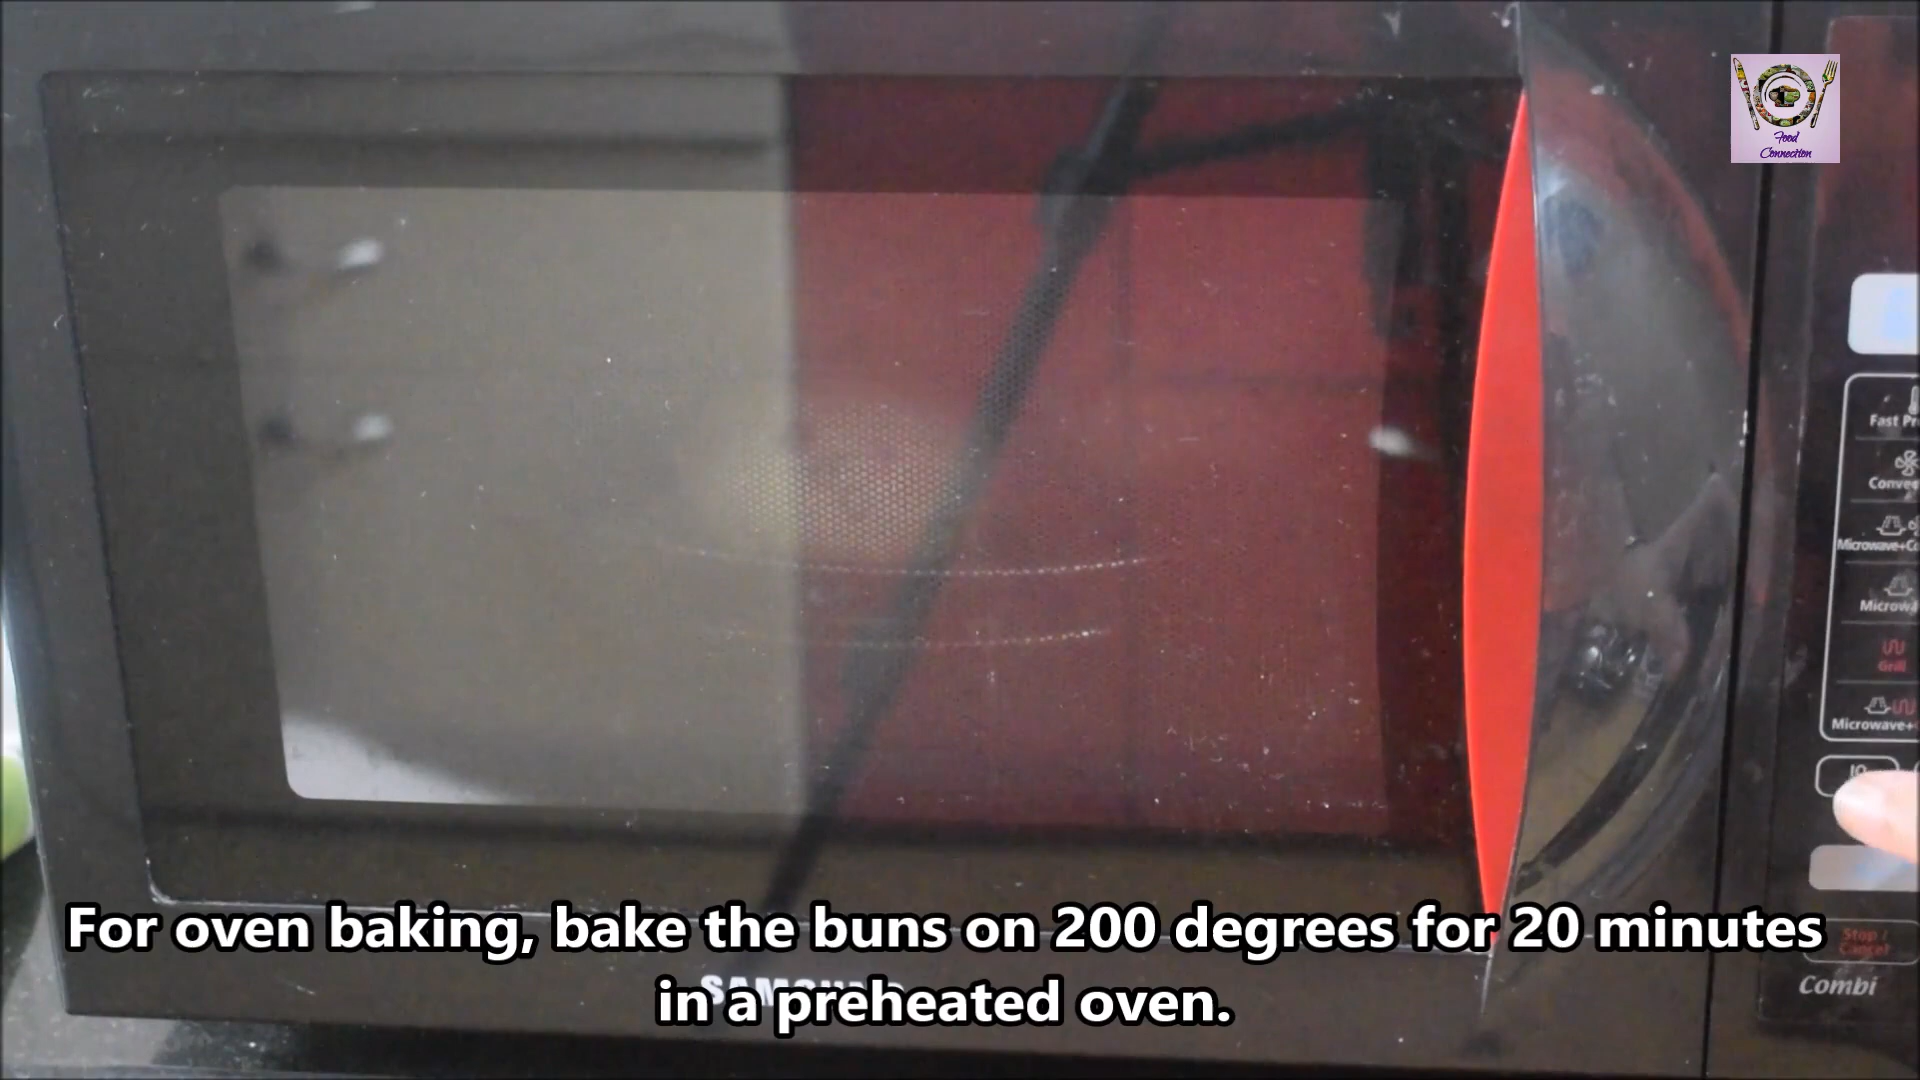 Food
Connection
Fast Pr
Conve
Microwave+Co
Microw
Grill
Microwave+
Stop /
Cancel
Combi
For oven baking, bake the buns on 200 degrees for 20 minutes
in a preheated oven.